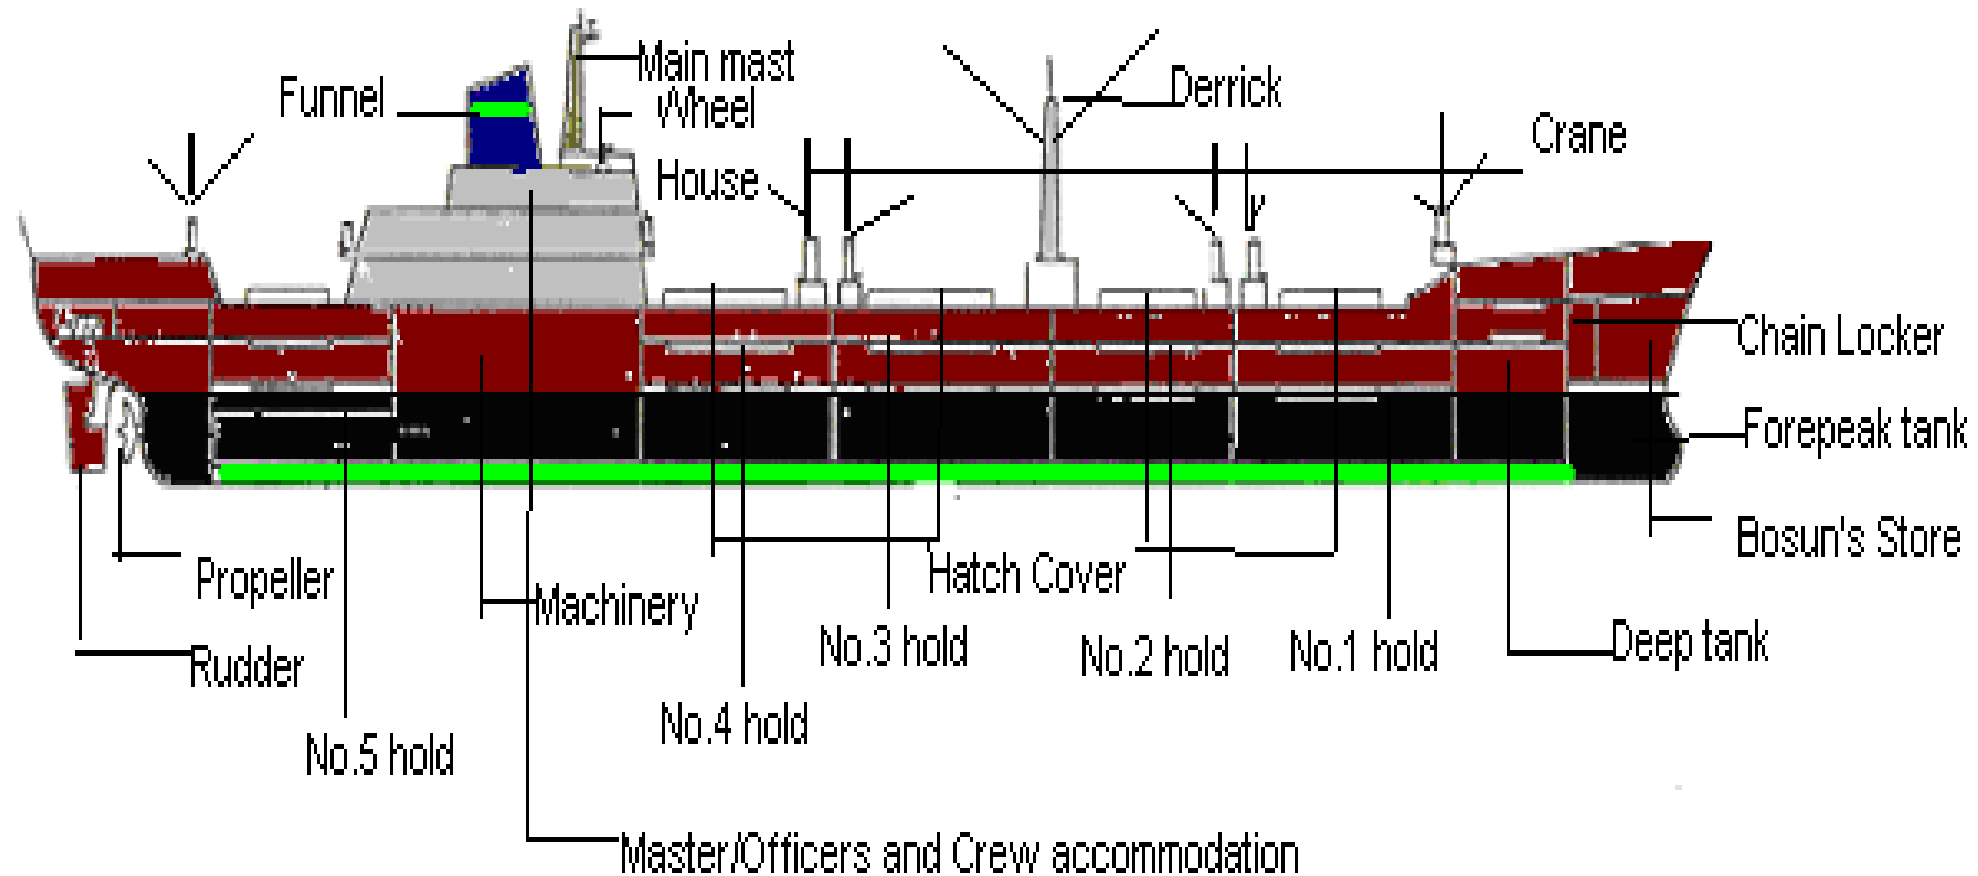 Main mast
Funnel
Wheel
House
Derrick
Crane
Chain Locker
Forepeak tank
Bosun's Store
Propeller
Hatch Cover
Machinery
Rudder
No.3 hold
No.2 hold
No.1 hold
Deep tank
No.4 hold
No.5 hold
Master/Officers and Crew accommodation